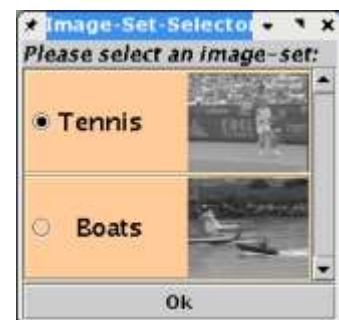 Image-Set-Selector
Please select an image-set:
Tennis
Boats
Ok